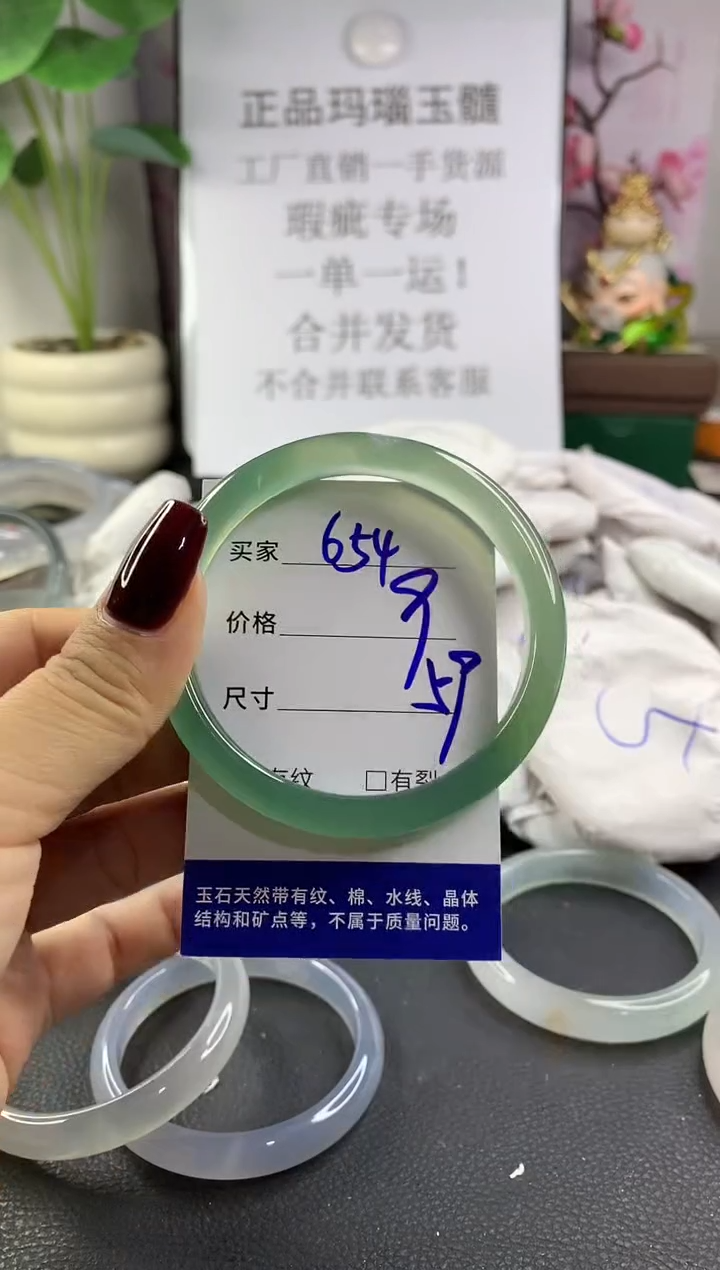 正品玛瑙玉髓
工厂直销一手货源
瑕疵专场
一单一运！
合并发货
不合并联系客服
买家 654
价格 9
尺寸 59
有纹 □有裂
玉石天然带有纹、棉、水线、晶体
结构和矿点等，不属于质量问题。